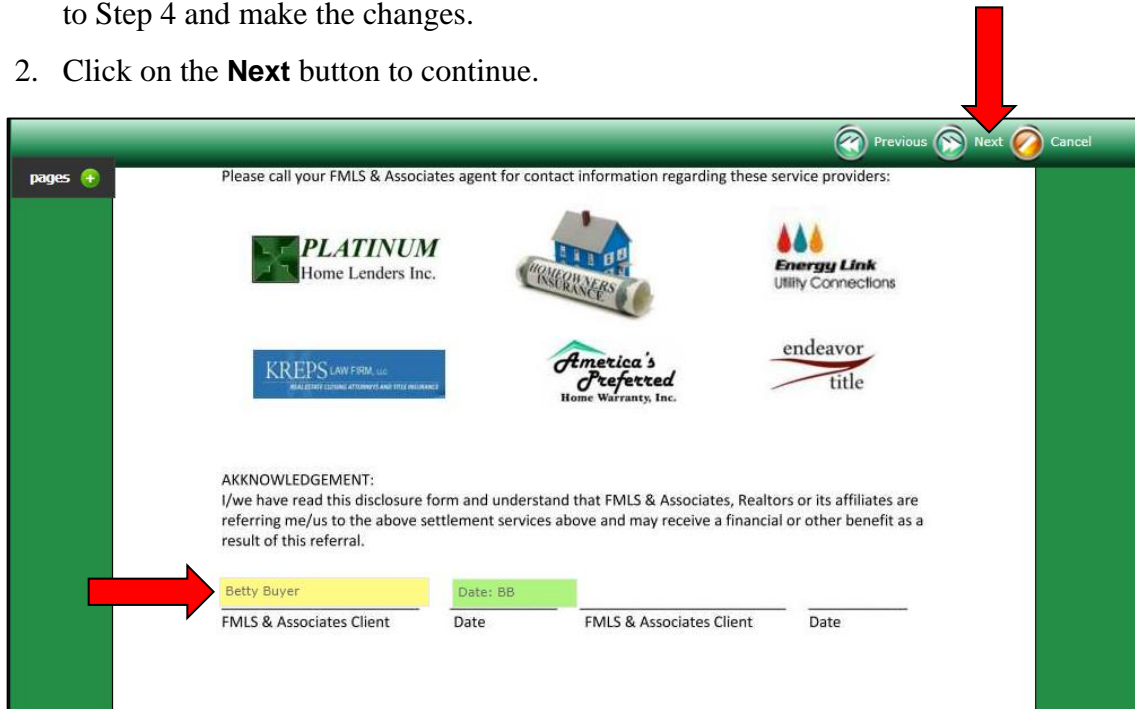 to Step 4 and make the changes.
2. Click on the Next button to continue.
Previous Next Cancel
pages
Please call your FMLS & Associates agent for contact information regarding these service providers:
PLATINUM
Home Lenders Inc.
HOMEOWNERS
INSURANCE
Energy Link
Utility Connections
KREPS LAW FIRM, LLC
REAL ESTATE CLOSING ATTORNEYS AND TITLE INSURANCE
America's
Preferred
Home Warranty, Inc.
endeavor
title
AKKNOWLEDGEMENT:
I/we have read this disclosure form and understand that FMLS & Associates, Realtors or its affiliates are
referring me/us to the above settlement services above and may receive a financial or other benefit as a
result of this referral.
Betty Buyer Date: BB
FMLS & Associates Client Date FMLS & Associates Client Date